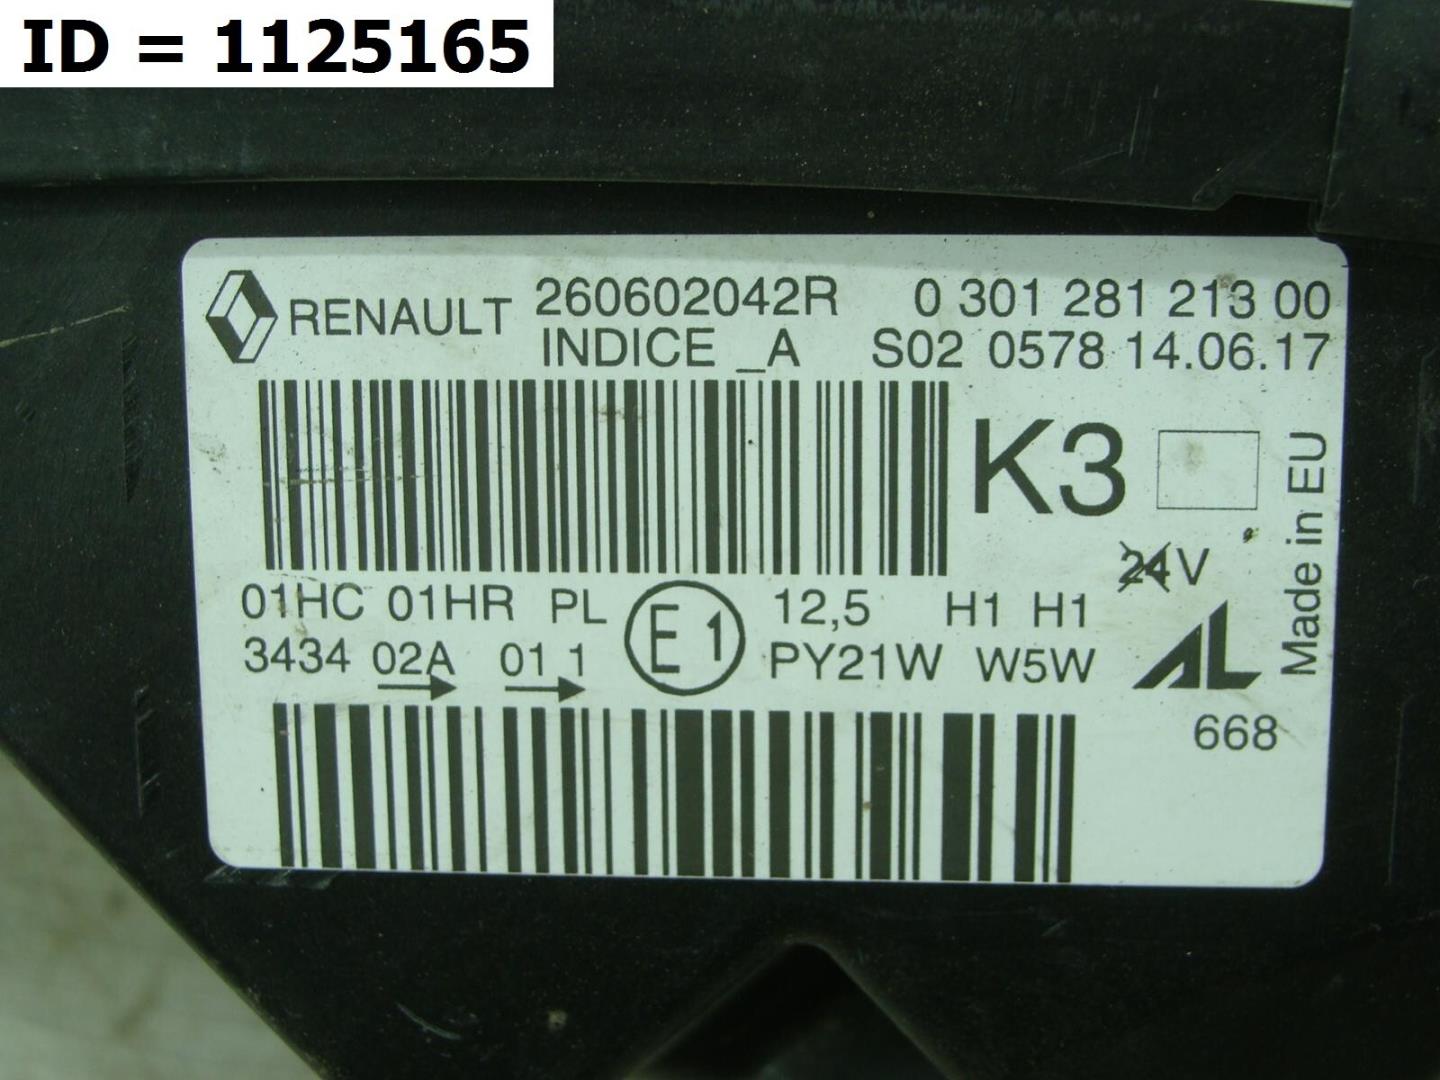 ID = 1125165
RENAULT 260602042R 0 301 281 213 00
INDICE _A S02 0578 14.06.17
K3
24V
Made in EU
01HC 01HR PL E1 12,5 H1 H1
3434 02A 01 1 PY21W W5W
AL
668